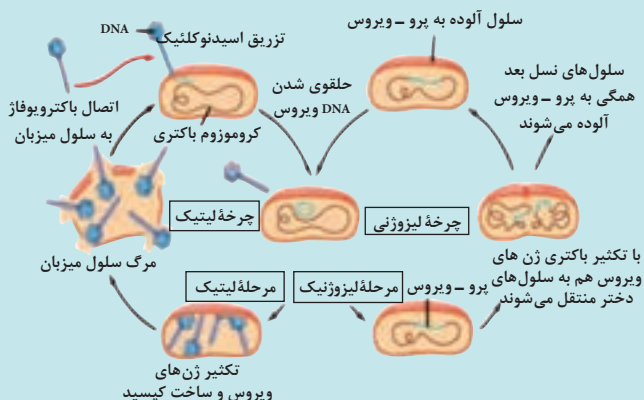 DNA
تزریق اسیدنوکلئیک
سلول آلوده به پرو ـ ویروس
اتصال باکتریوفاژ
به سلول میزبان
کروموزوم باکتری
حلقوی شدن
DNA ویروس
سلول‌های نسل بعد
همگی به پرو ـ ویروس
آلوده می‌شوند
چرخهٔ لیتیک
چرخهٔ لیزوژنی
مرگ سلول میزبان
مرحلهٔ لیتیک
مرحلهٔ لیزوژنیک
پرو ـ ویروس
با تکثیر باکتری ژن های
ویروس هم به سلول‌های
دختر منتقل می‌شوند
تکثیر ژن‌های
ویروس و ساخت کپسید